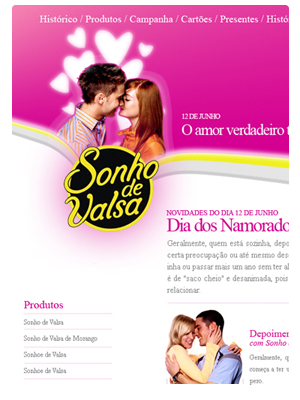 Histórico / Produtos / Campanha / Cartões / Presentes / Histó
12 DE JUNHO
O amor verdadeiro t
Sonho
de
Valsa
NOVIDADES DO DIA 12 DE JUNHO
Dia dos Namorado
Geralmente, quem está sozinha, depo
certa preocupação ou até mesmo des
inha ou passar mais um ano sem ter al
é de "saco cheio" e desanimada, pois
relacionar.
Produtos
Sonho de Valsa
Sonho de Valsa de Morango
Sonhoe de Valsa
Sonhoe de Valsa
Depoimen
com Sonho
Geralmente, q
começa a ter u
pero.